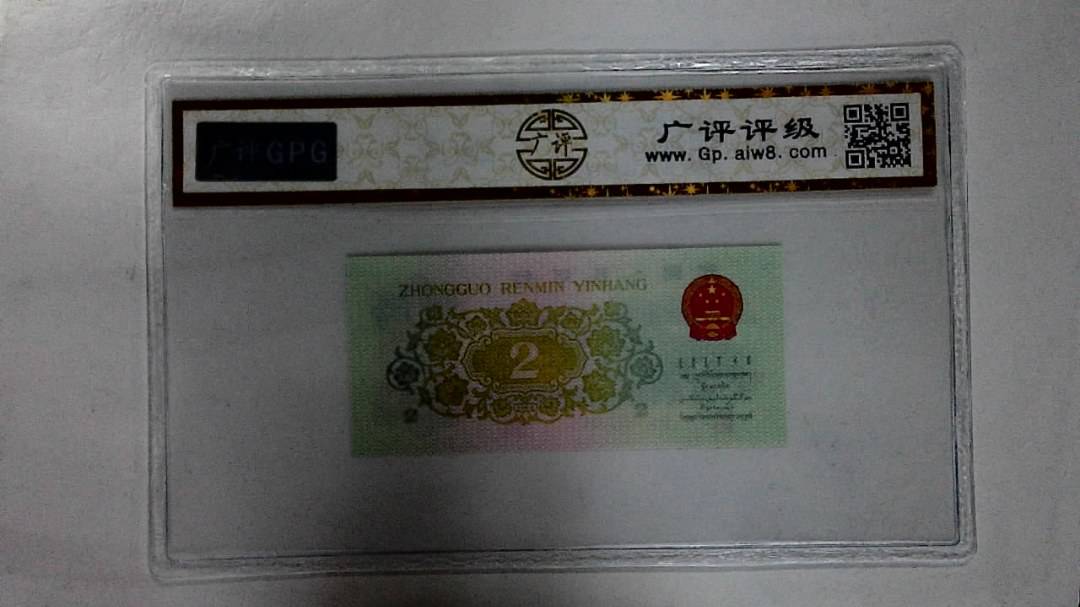 广评GPG
广评
广评评级
www. Gp. aiw8. com
ZHONGGUO RENMIN YINHANG
2
2 2